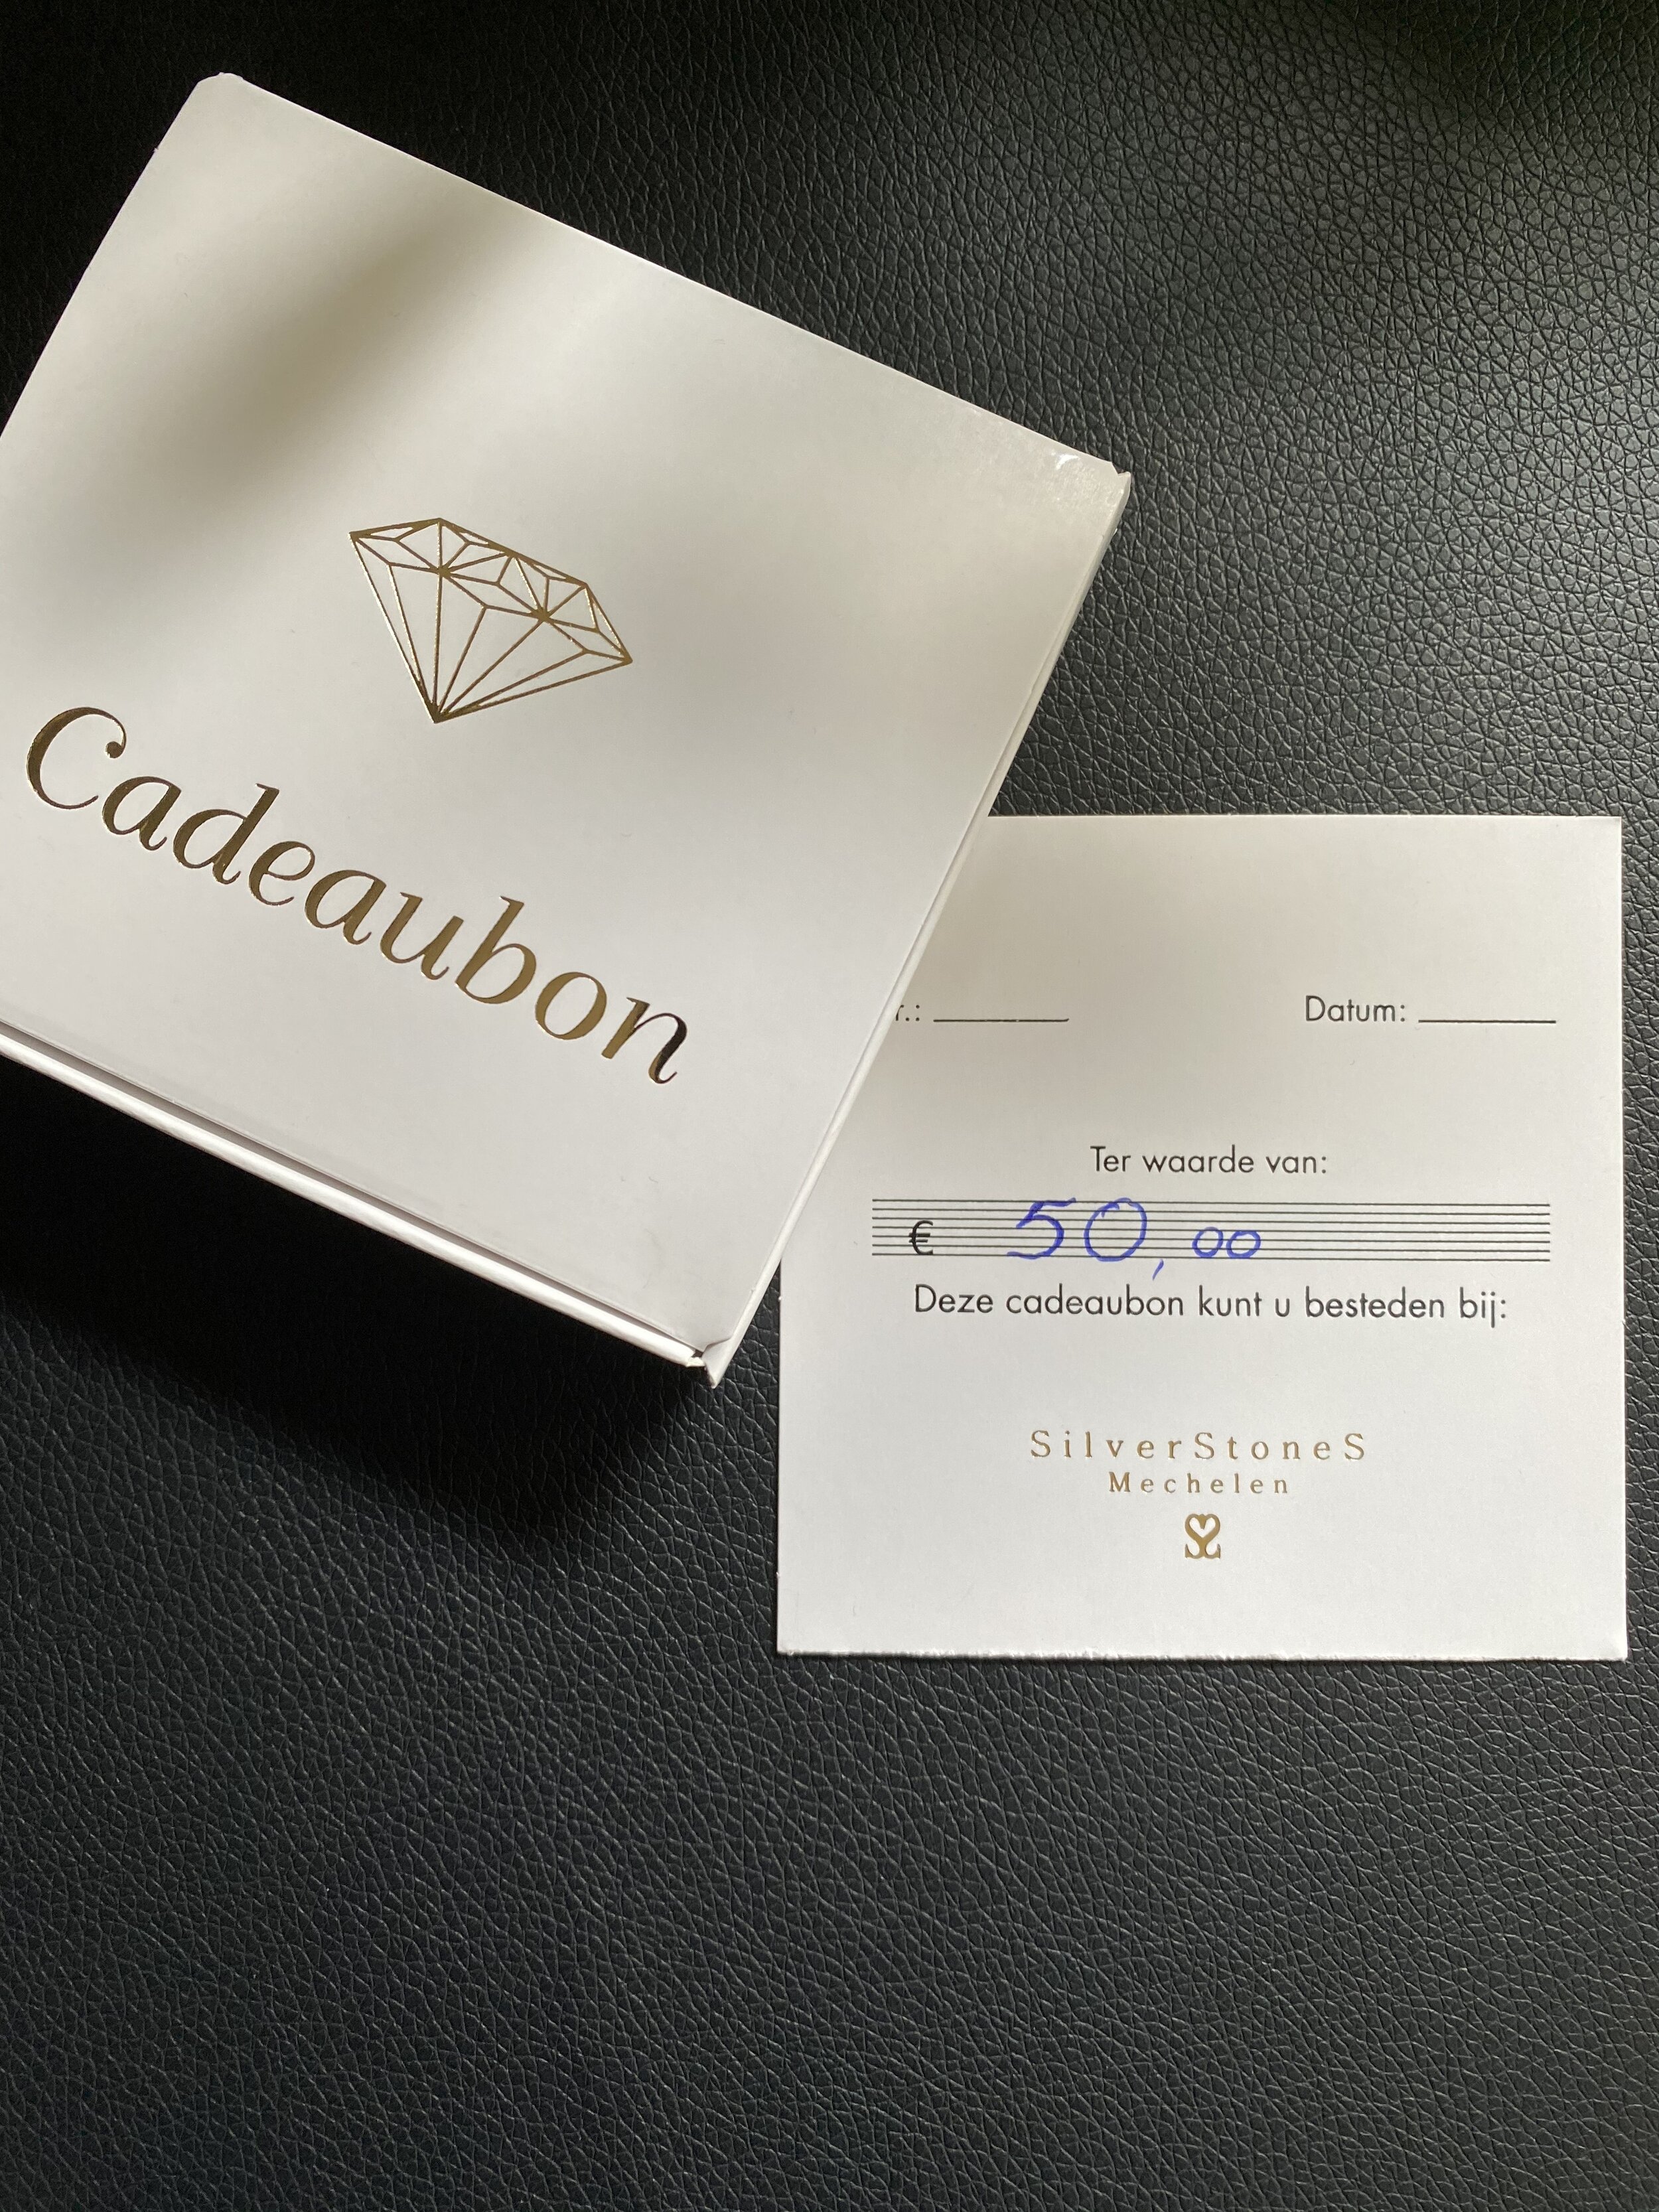 Cadeaubon
r.: Datum:
Ter waarde van:
€ 50,00
Deze cadeaubon kunt u besteden bij:
SilverStoneS
Mechelen